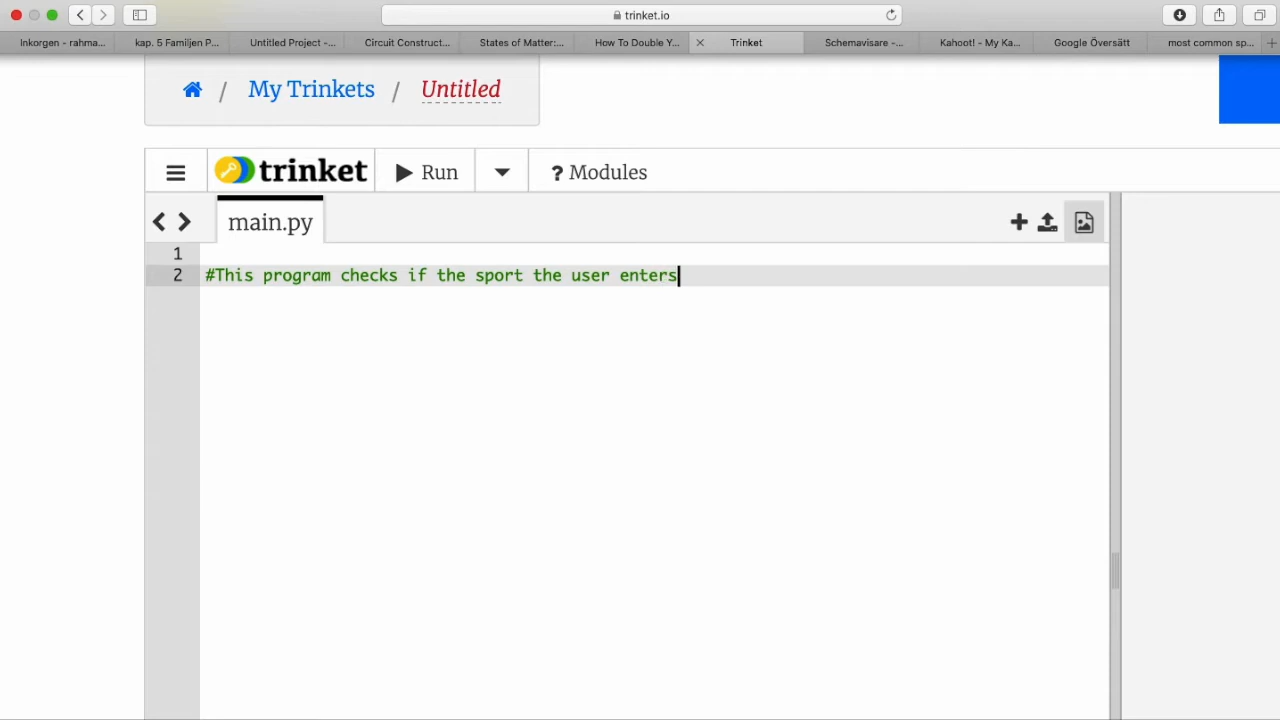 trinket.io
Inkorgen - rahma...
kap. 5 Familjen P...
Untitled Project -...
Circuit Construct...
States of Matter:...
How To Double Y...
Trinket
Schemavisare -...
Kahoot! - My Ka...
Google Översätt
most common sp...
/ My Trinkets / Untitled
trinket
Run
? Modules
main.py
1
2 #This program checks if the sport the user enters